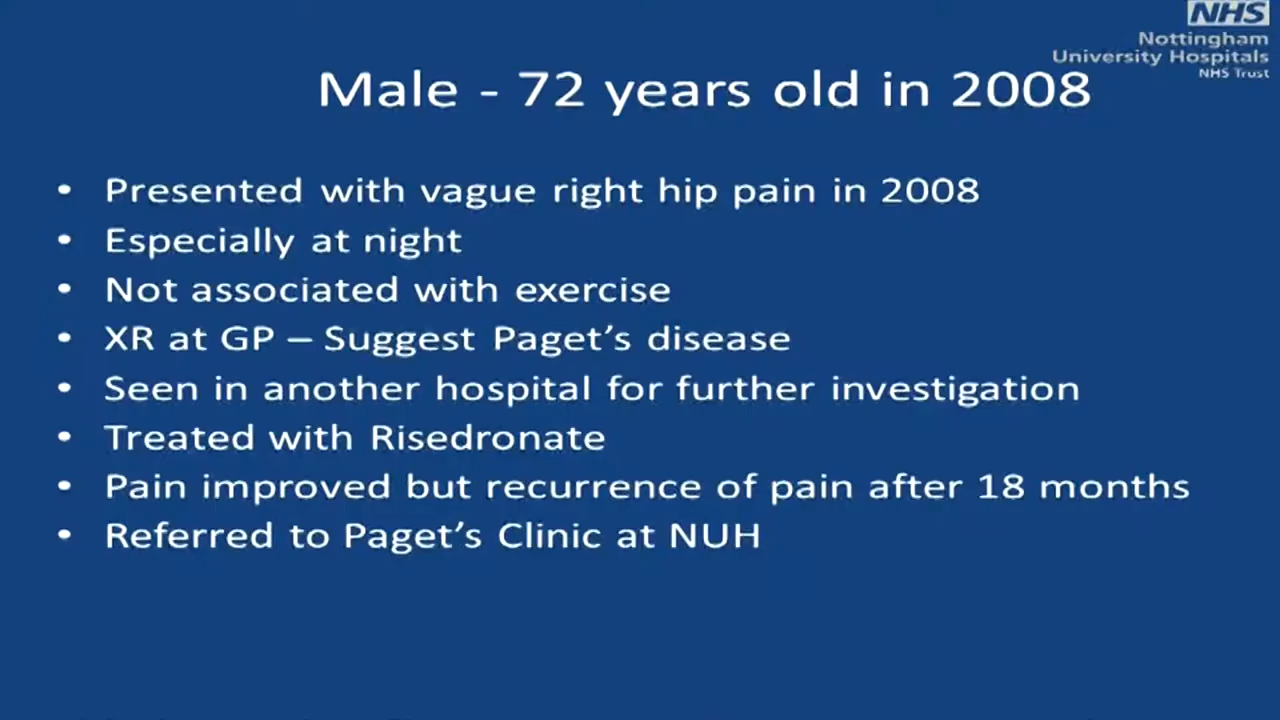 NHS
Nottingham
University Hospitals
NHS Trust
Male - 72 years old in 2008
• Presented with vague right hip pain in 2008
• Especially at night
• Not associated with exercise
• XR at GP – Suggest Paget’s disease
• Seen in another hospital for further investigation
• Treated with Risedronate
• Pain improved but recurrence of pain after 18 months
• Referred to Paget’s Clinic at NUH